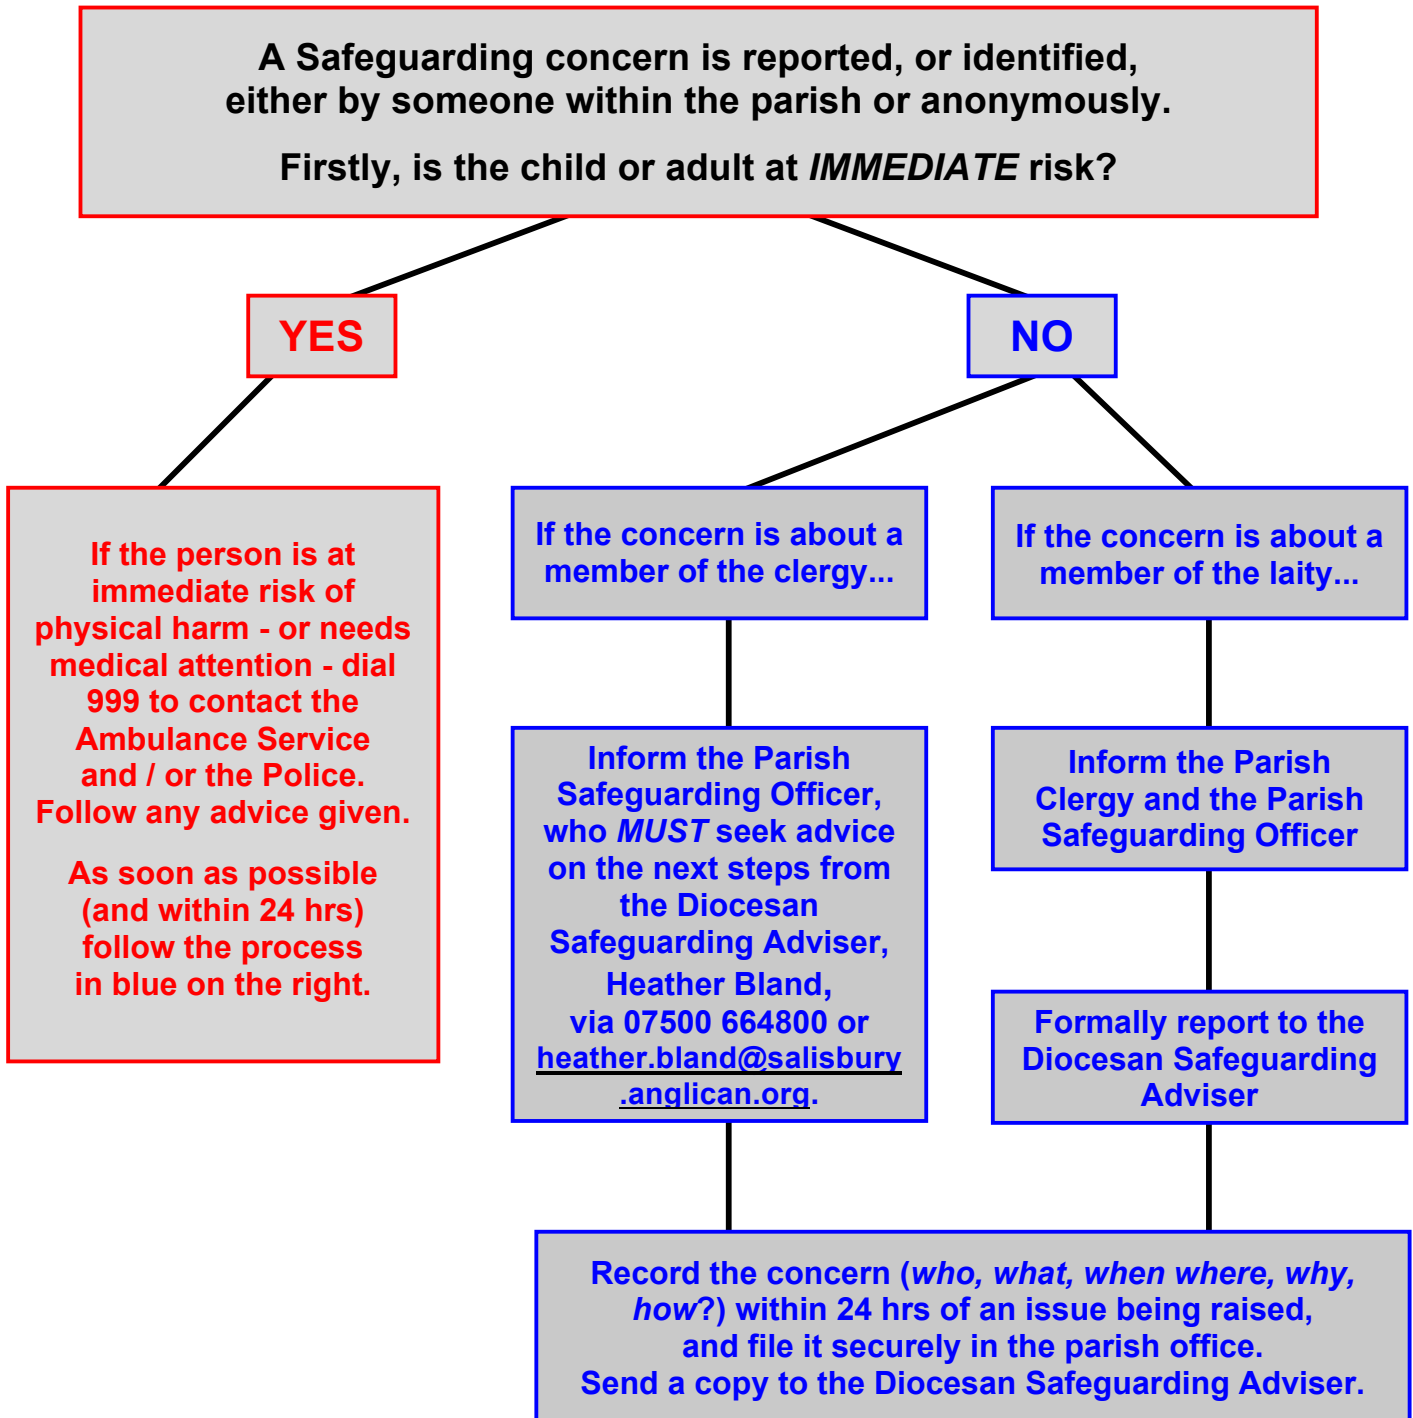 A Safeguarding concern is reported, or identified,
either by someone within the parish or anonymously.
Firstly, is the child or adult at IMMEDIATE risk?
YES
NO
If the person is at
immediate risk of
physical harm - or needs
medical attention - dial
999 to contact the
Ambulance Service
and / or the Police.
Follow any advice given.
As soon as possible
(and within 24 hrs)
follow the process
in blue on the right.
If the concern is about a
member of the clergy...
Inform the Parish
Safeguarding Officer,
who MUST seek advice
on the next steps from
the Diocesan
Safeguarding Adviser,
Heather Bland,
via 07500 664800 or
heather.bland@salisbury
.anglican.org.
If the concern is about a
member of the laity...
Inform the Parish
Clergy and the Parish
Safeguarding Officer
Formally report to the
Diocesan Safeguarding
Adviser
Record the concern (who, what, when where, why,
how?) within 24 hrs of an issue being raised,
and file it securely in the parish office.
Send a copy to the Diocesan Safeguarding Adviser.